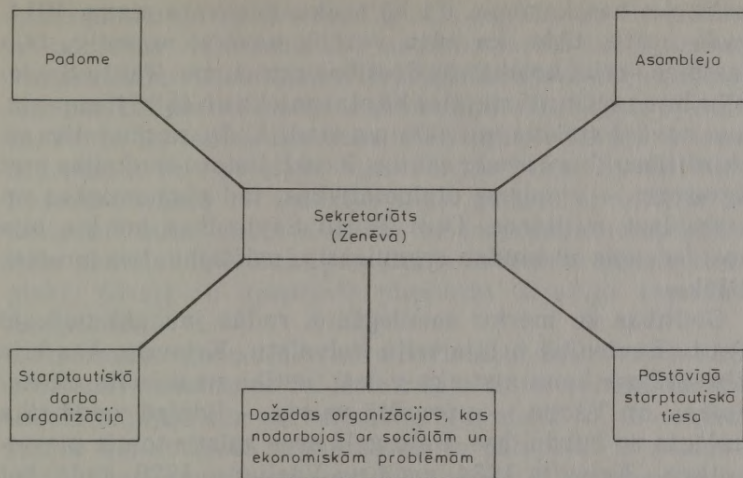 Padome
Asambleja
Sekretariāts
(Ženēvā)
Starptautiskā
darba
organizācija
Dažādas organizācijas, kas
nodarbojas ar sociālām un
ekonomiskām problēmām
Pastāvīgā
starptautiskā
tiesa